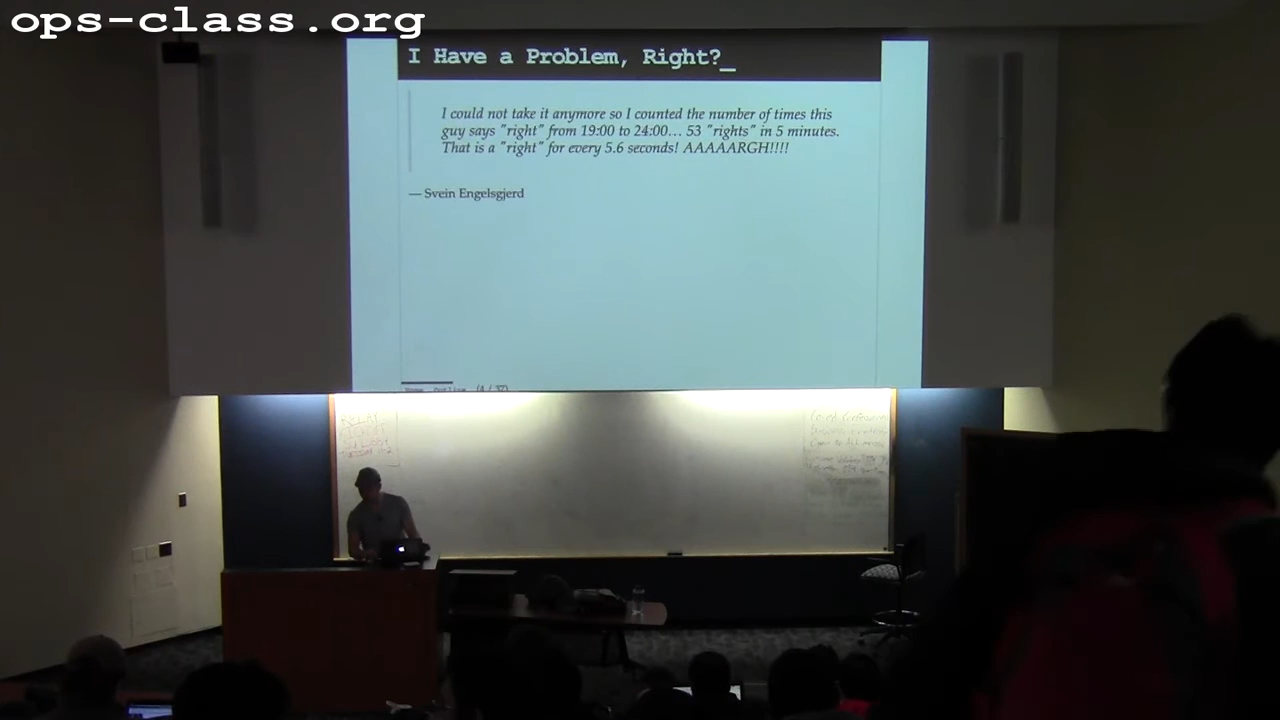 ops-class.org
I Have a Problem, Right?_
I could not take it anymore so I counted the number of times this
guy says "right" from 19:00 to 24:00... 53 "rights" in 5 minutes.
That is a "right" for every 5.6 seconds! AAAAARGH!!!!
— Svein Engelsgjerd